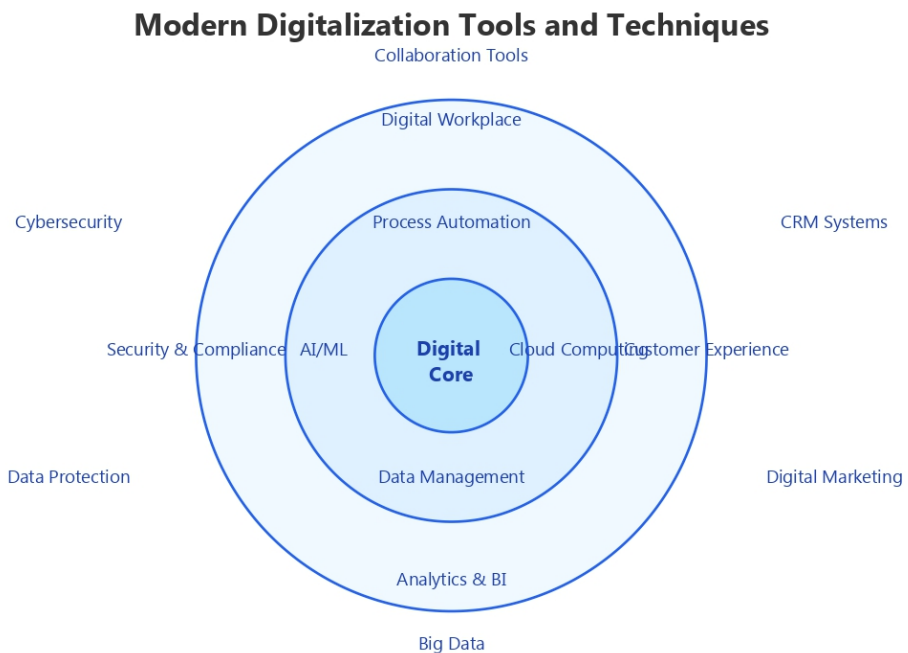 Modern Digitalization Tools and Techniques
Collaboration Tools
Digital Workplace
Cybersecurity
Process Automation
CRM Systems
Security & Compliance
AI/ML
Digital
Core
Cloud Computing
Customer Experience
Data Protection
Data Management
Digital Marketing
Analytics & BI
Big Data